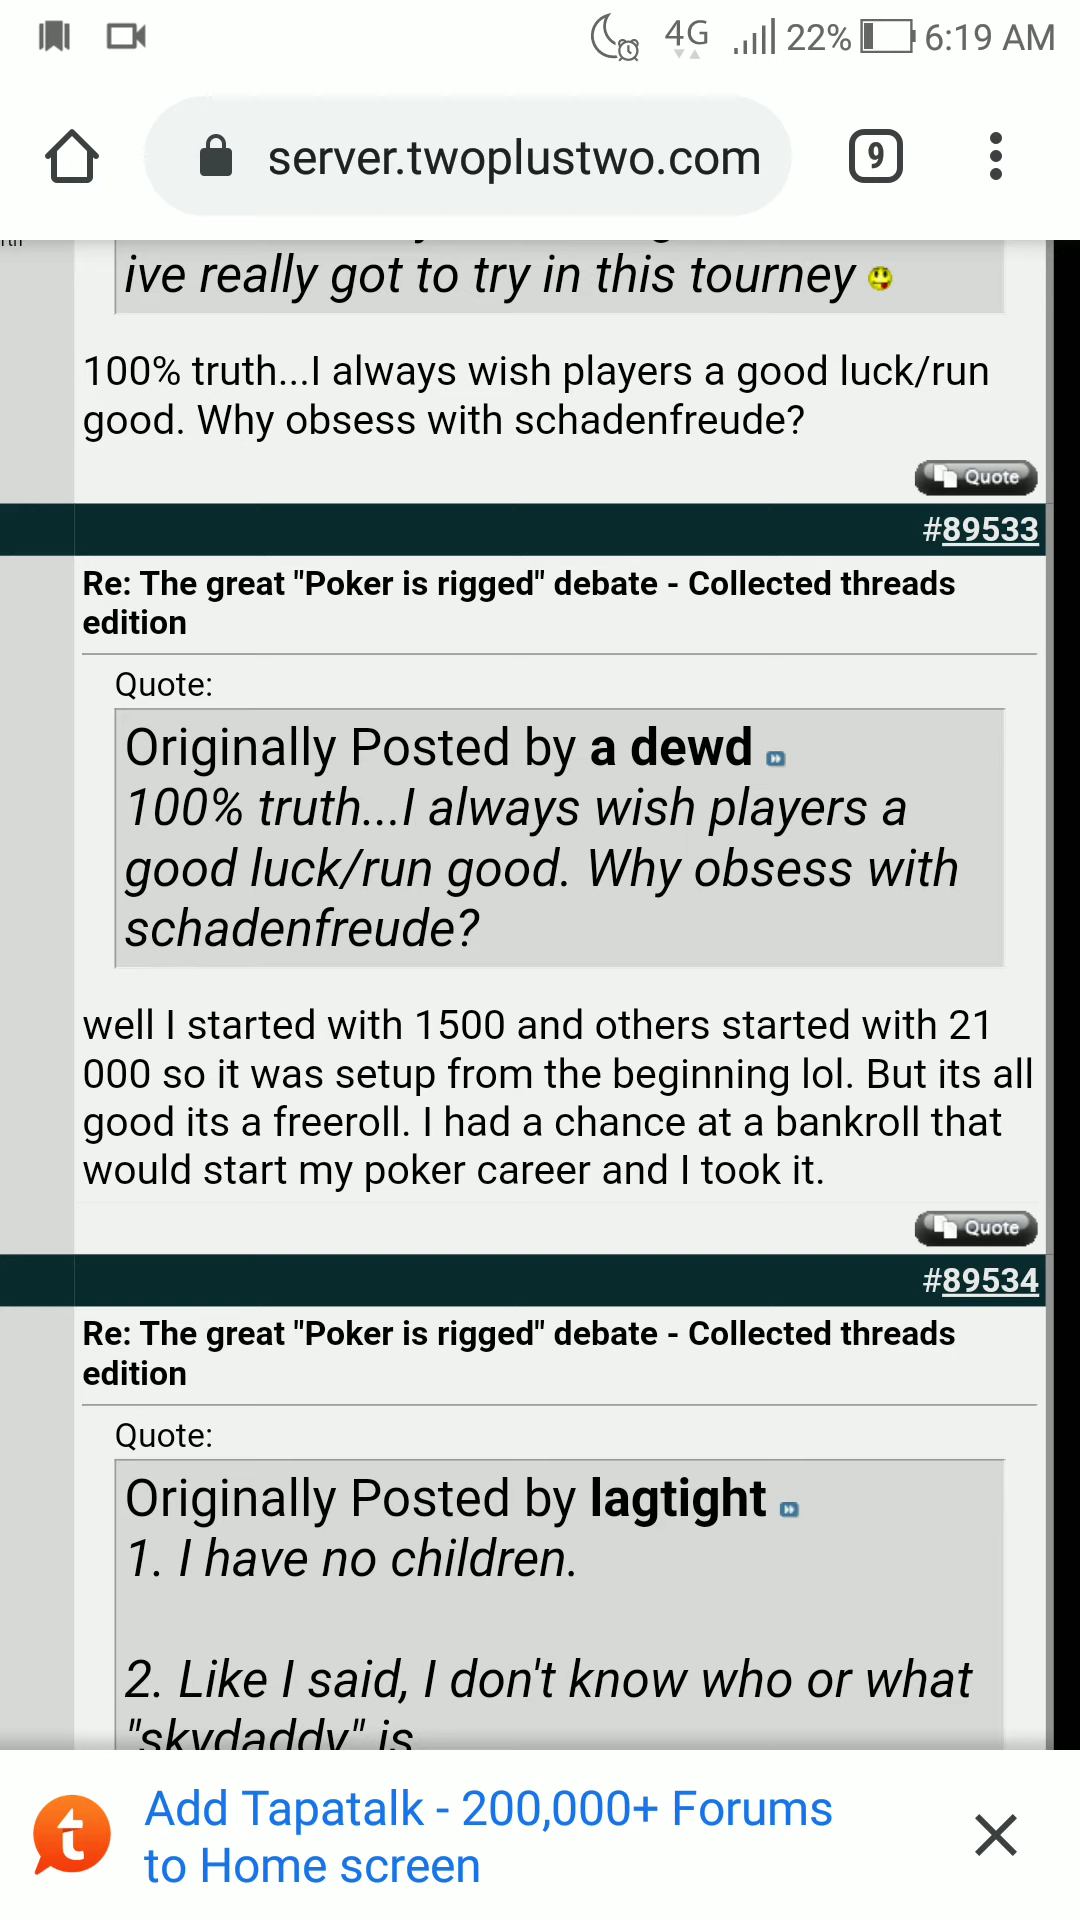 4G 22% 6:19 AM
server.twoplustwo.com 9
ive really got to try in this tourney
100% truth...I always wish players a good luck/run
good. Why obsess with schadenfreude?
Quote
#89533
Re: The great "Poker is rigged" debate - Collected threads
edition
Quote:
Originally Posted by a dewd
100% truth...I always wish players a
good luck/run good. Why obsess with
schadenfreude?
well I started with 1500 and others started with 21
000 so it was setup from the beginning lol. But its all
good its a freeroll. I had a chance at a bankroll that
would start my poker career and I took it.
Quote
#89534
Re: The great "Poker is rigged" debate - Collected threads
edition
Quote:
Originally Posted by lagtight
1. I have no children.
2. Like I said, I don't know who or what
"skydaddy" is
Add Tapatalk - 200,000+ Forums
to Home screen